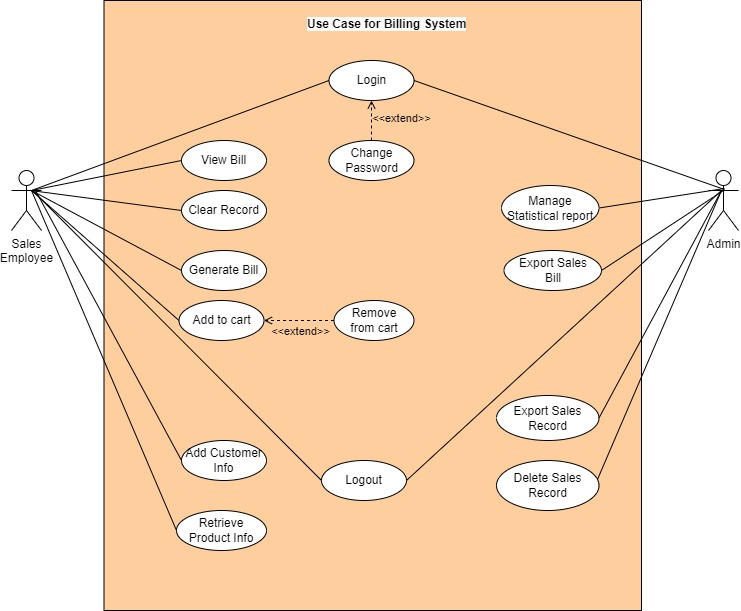 Use Case for Billing System
Login
<<extend>>
Change
Password
View Bill
Clear Record
Manage
Statistical report
Sales
Employee
Admin
Generate Bill
Export Sales
Bill
Add to cart
<<extend>>
Remove
from cart
Export Sales
Record
Add Customer
Info
Logout
Delete Sales
Record
Retrieve
Product Info